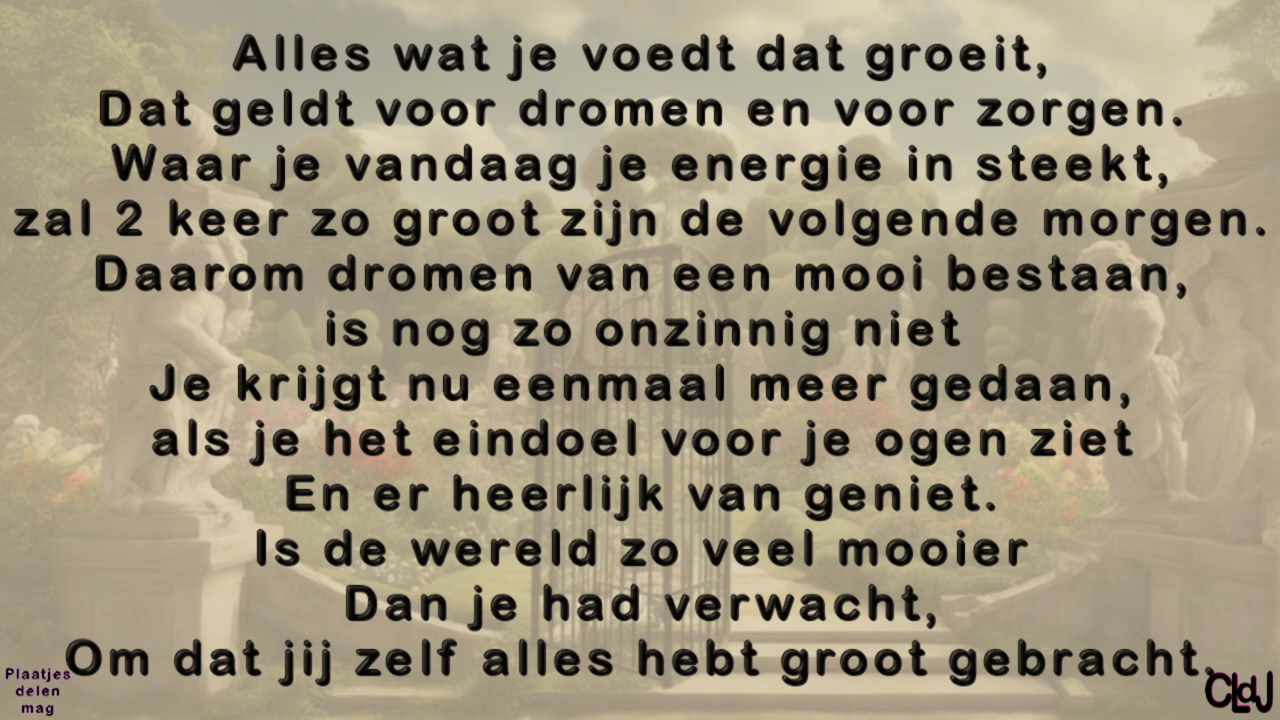 Alles wat je voedt dat groeit,
Dat geldt voor dromen en voor zorgen.
Waar je vandaag je energie in steekt,
zal 2 keer zo groot zijn de volgende morgen.
Daarom dromen van een mooi bestaan,
is nog zo onzinnig niet
Je krijgt nu eenmaal meer gedaan,
als je het eindoel voor je ogen ziet
En er heerlijk van geniet.
Is de wereld zo veel mooier
Dan je had verwacht,
Om dat jij zelf alles hebt groot gebracht.
Plaatjes
delen
mag
CLdJ